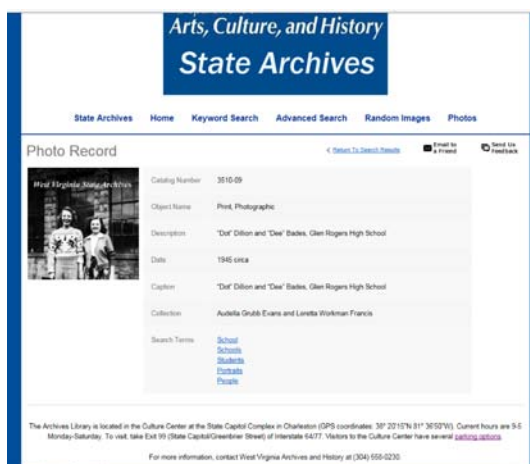 Arts, Culture, and History
State Archives
State Archives Home Keyword Search Advanced Search Random Images Photos
Photo Record
< Return To Search Results
Email to a Friend
Send Us Feedback
West Virginia State Archives
Catalog Number 3510-09
Object Name Print, Photographic
Description "Dot" Dillion and "Dee" Bades, Glen Rogers High School
Date 1945 circa
Caption "Dot" Dillion and "Dee" Bades, Glen Rogers High School
Collection Audella Grubb Evans and Loretta Workman Francis
Search Terms School
Schools
Students
Portraits
People
The Archives Library is located in the Culture Center at the State Capitol Complex in Charleston (GPS coordinates: 38° 20'15"N 81° 36'50"W). Current hours are 9-5
Monday-Saturday. To visit, take Exit 99 (State Capitol/Greenbrier Street) of Interstate 64/77. Visitors to the Culture Center have several parking options.
For more information, contact West Virginia Archives and History at (304) 558-0230.